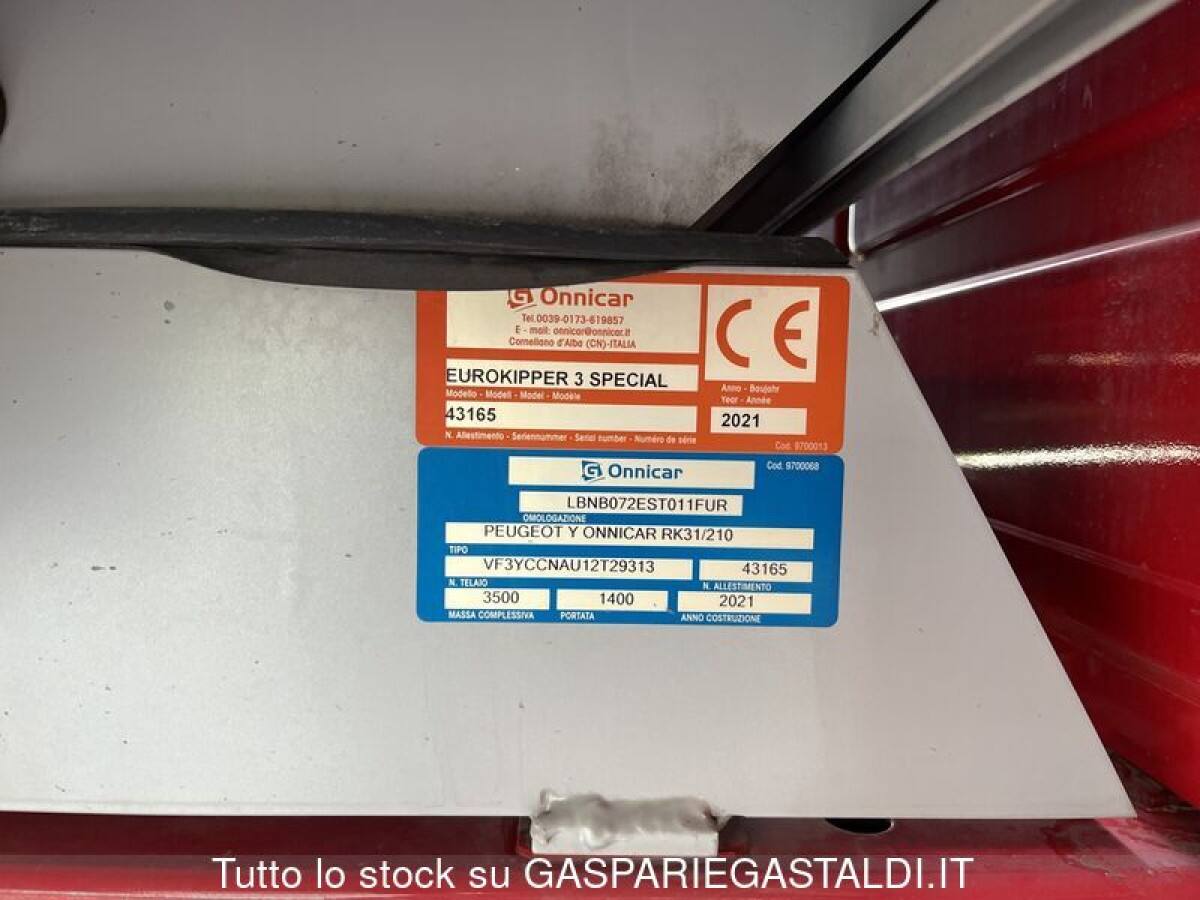 Onnicar
Tel.0039-0173-619857
E - mail: onnicar@onnicar.it
Corneliano d'Alba (CN)-ITALIA
CE
EUROKIPPER 3 SPECIAL
Modello - Modell - Model - Modèle
Anno - Baujahr
Year - Année
43165
2021
N. Allestimento - Seriennummer - Serial number - Numéro de série
Cod. 9700013
Onnicar
Cod. 9700068
LBNB072EST011FUR
OMOLOGAZIONE
PEUGEOT Y ONNICAR RK31/210
TIPO
VF3YCCNAU12T29313
43165
N. TELAIO
N. ALLESTIMENTO
3500
1400
2021
MASSA COMPLESSIVA
PORTATA
ANNO COSTRUZIONE
Tutto lo stock su GASPARIEGASTALDI.IT